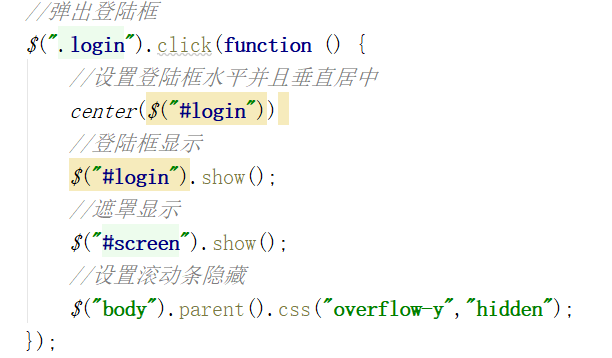 //弹出登陆框
$(".login").click(function () {
//设置登陆框水平并且垂直居中
center($("#login"))
//登陆框显示
$("#login").show();
//遮罩显示
$("#screen").show();
//设置滚动条隐藏
$("body").parent().css("overflow-y","hidden");
});